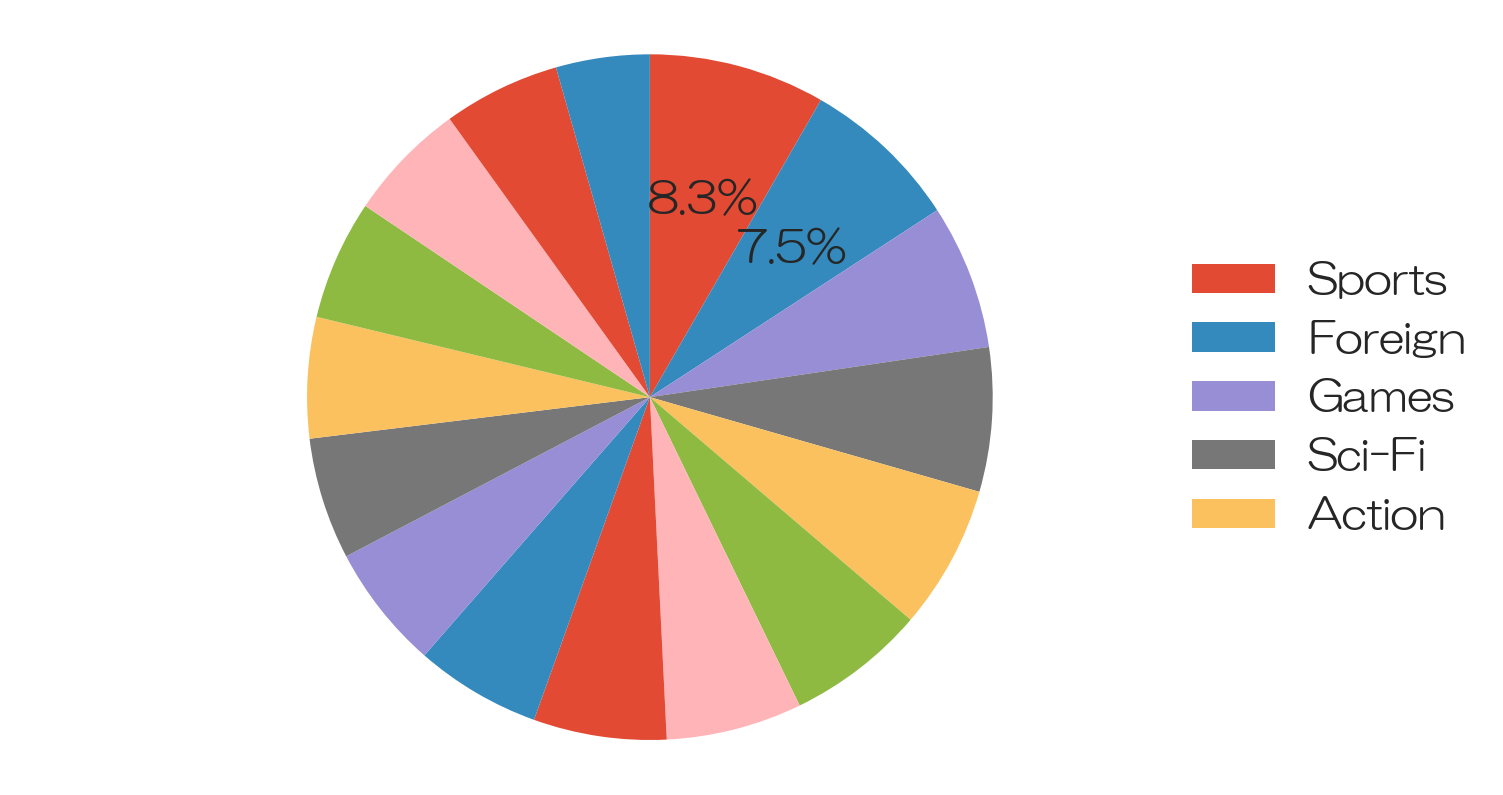 8.3%
7.5%
Sports
Foreign
Games
Sci-Fi
Action